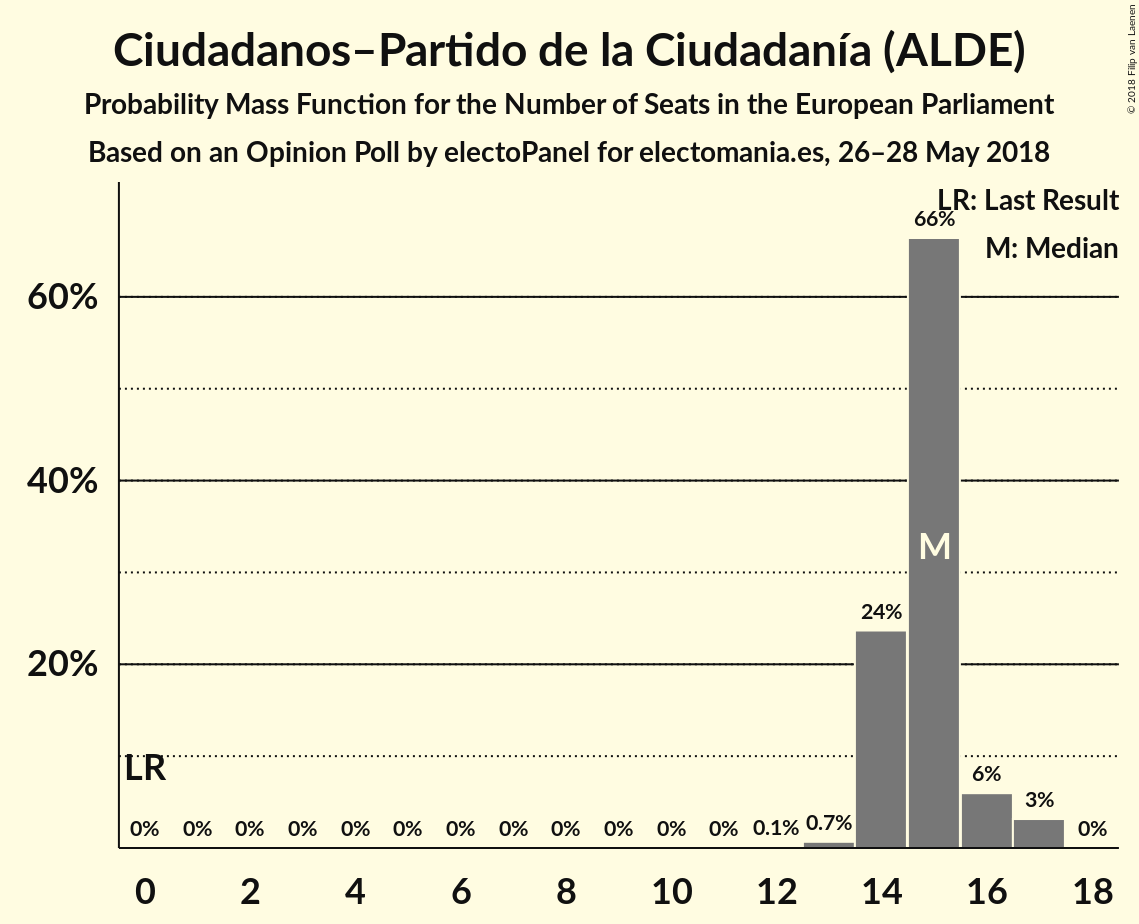 Ciudadanos–Partido de la Ciudadanía (ALDE)
Probability Mass Function for the Number of Seats in the European Parliament
Based on an Opinion Poll by electoPanel for electomania.es, 26–28 May 2018
© 2018 Filip van Laenen
LR: Last Result
M: Median
66%
60%
40%
M
24%
20%
LR
6%
3%
0% 0% 0% 0% 0% 0% 0% 0% 0% 0% 0% 0% 0.1% 0.7% 0%
0 2 4 6 8 10 12 14 16 18